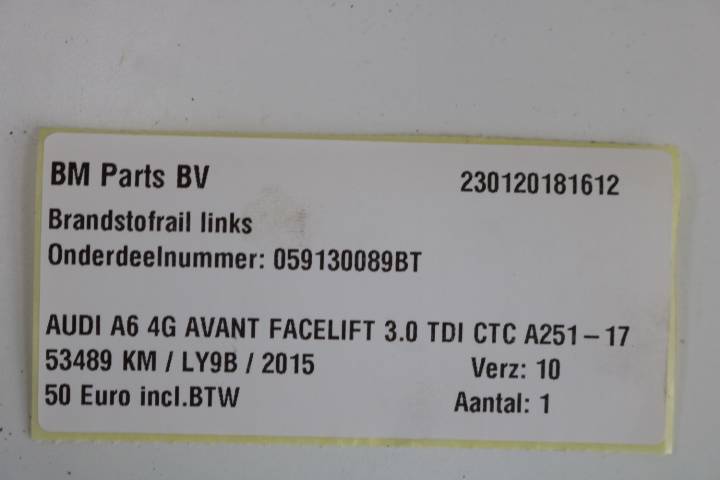 BM Parts BV 230120181612
Brandstofrail links
Onderdeelnummer: 059130089BT
AUDI A6 4G AVANT FACELIFT 3.0 TDI CTC A251-17
53489 KM / LY9B / 2015 Verz: 10
50 Euro incl.BTW Aantal: 1